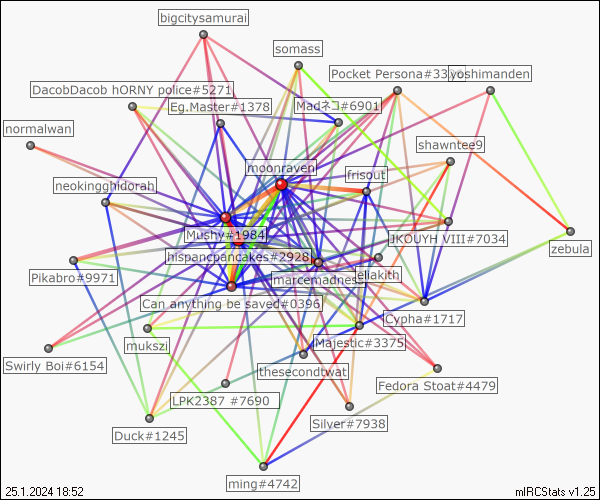 bigcitysamurai
somass
Pocket Persona#33
yoshimanden
DacobDacob hORNY police#5271
Eg.Master#1378
Madネコ#6901
normalwan
shawntee9
moonraven
frisout
neokingghidorah
Mushy#1984
JKOUYH VIII#7034
zebula
hispancpancakes#2928
eliakith
Pikabro#9971
marcemadness
Can anything be saved#0396
Cypha#1717
mukszi
Majestic#3375
Swirly Boi#6154
thesecondtwat
Fedora Stoat#4479
LPK2387 #7690
Silver#7938
Duck#1245
ming#4742
25.1.2024 18:52
mIRCStats v1.25